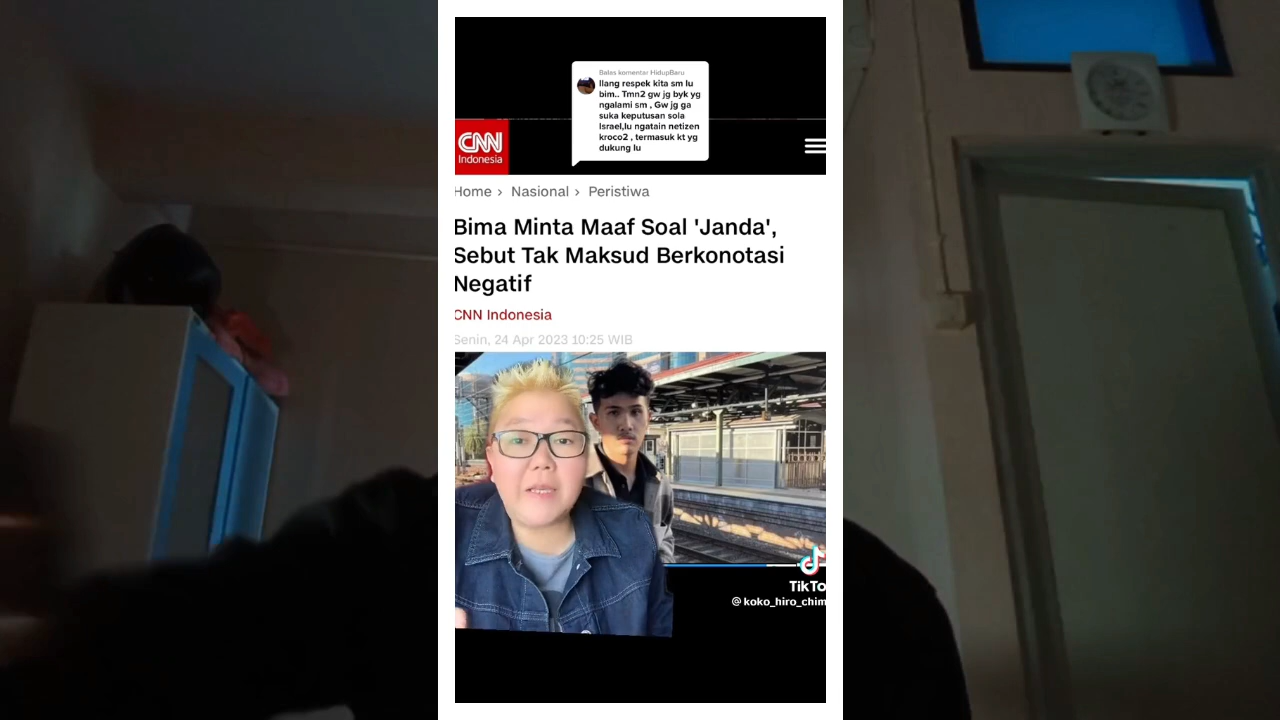 Balas komentar HidupBaru
Ilang respek kita sm lu
bim.. Tmn2 gw jg byk yg
ngalami sm , Gw jg ga
suka keputusan sola
Israel,lu ngatain netizen
kroco2 , termasuk kt yg
dukung lu
CNN
Indonesia
Home › Nasional › Peristiwa
Bima Minta Maaf Soal 'Janda',
Sebut Tak Maksud Berkonotasi
Negatif
CNN Indonesia
Senin, 24 Apr 2023 10:25 WIB
TikTo
@koko_hiro_chim